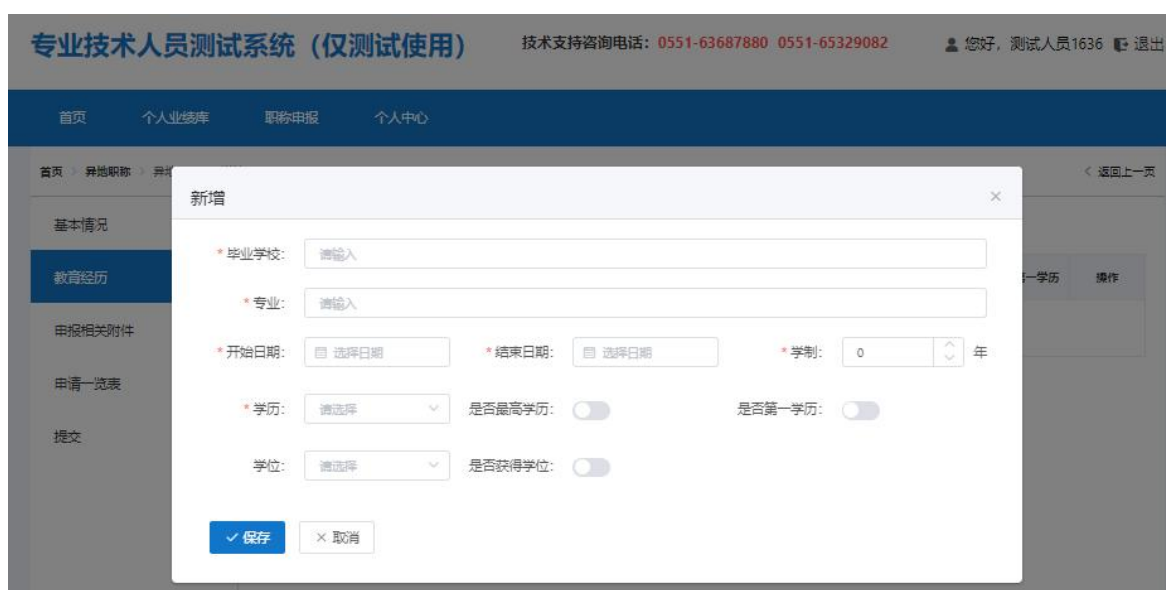 专业技术人员测试系统（仅测试使用） 技术支持咨询电话：0551-63687880 0551-65329082 您好，测试人员1636 退出
首页 个人业绩库 职称申报 个人中心
首页 > 异地职称 > 异地 < 返回上一页
新增 ×
基本情况
*毕业学校： 请输入
教育经历 一学历 操作
*专业： 请输入
申报相关附件
*开始日期： 选择日期 *结束日期： 选择日期 *学制： 0 年
申请一览表
*学历： 请选择 是否最高学历： 是否第一学历：
提交
学位： 请选择 是否获得学位：
✓ 保存 × 取消